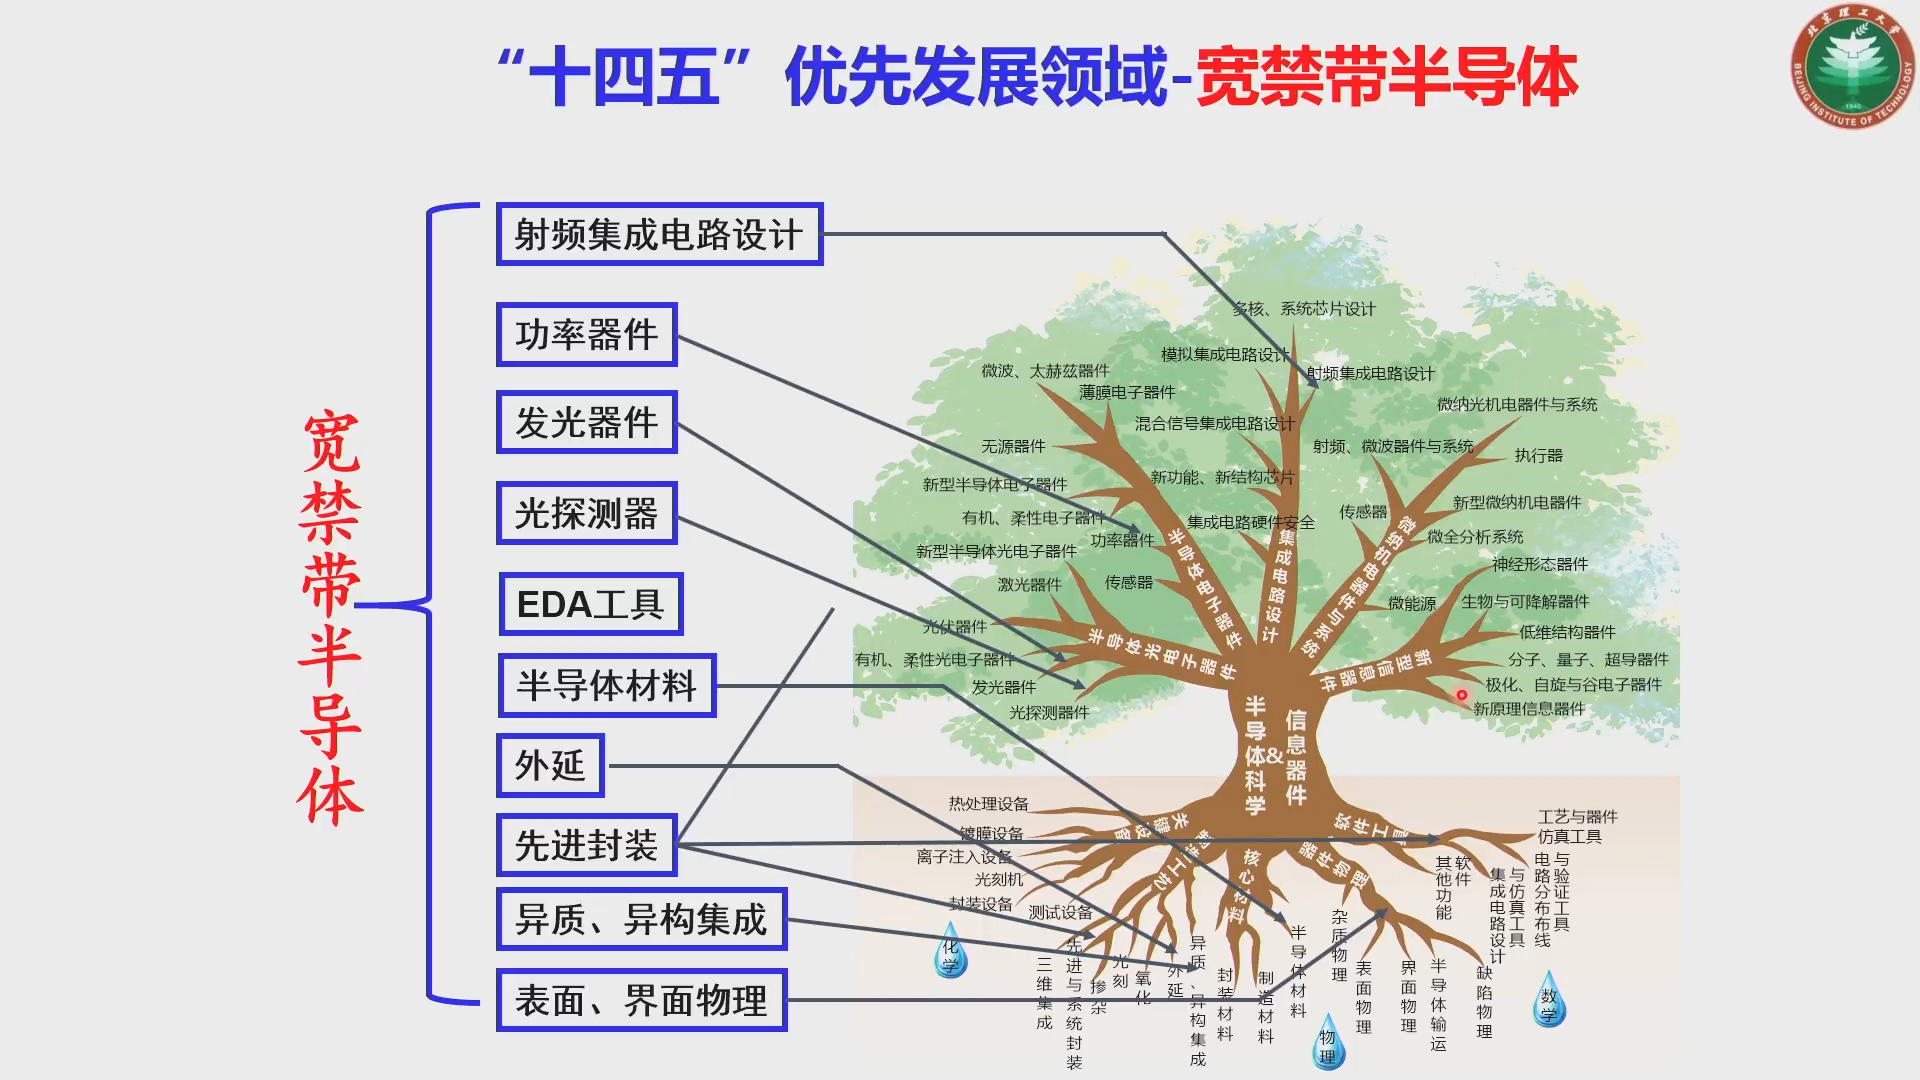 “十四五”优先发展领域-宽禁带半导体
北京理工大学
BEIJING INSTITUTE OF TECHNOLOGY
1940
宽禁带半导体
射频集成电路设计
功率器件
发光器件
光探测器
EDA工具
半导体材料
外延
先进封装
异质、异构集成
表面、界面物理
多核、系统芯片设计
模拟集成电路设计
射频集成电路设计
混合信号集成电路设计
新功能、新结构芯片
集成电路硬件安全
集成电路设计
微波、太赫兹器件
薄膜电子器件
无源器件
新型半导体电子器件
有机、柔性电子器件
功率器件
传感器
半导体电子器件
新型半导体光电子器件
激光器件
光伏器件
有机、柔性光电子器件
发光器件
光探测器件
半导体光电子器件
微纳光机电器件与系统
射频、微波器件与系统
执行器
传感器
新型微纳机电器件
微全分析系统
微能源
微纳机电器件与系统
神经形态器件
生物与可降解器件
低维结构器件
分子、量子、超导器件
极化、自旋与谷电子器件
新原理信息器件
新型信息器件
半导体科学
&
信息器件
热处理设备
镀膜设备
离子注入设备
光刻机
封装设备
测试设备
关键设备
制造工艺
核心材料
器件物理
软件工具
三维集成
先进与系统封装
掺杂
光刻
氧化
外延
异质、异构集成
封装材料
制造材料
半导体材料
杂质物理
表面物理
界面物理
半导体输运
缺陷物理
其他功能
软件
集成电路设计
与仿真工具
电路分布布线
与验证工具
工艺与器件
仿真工具
化学
物理
数学